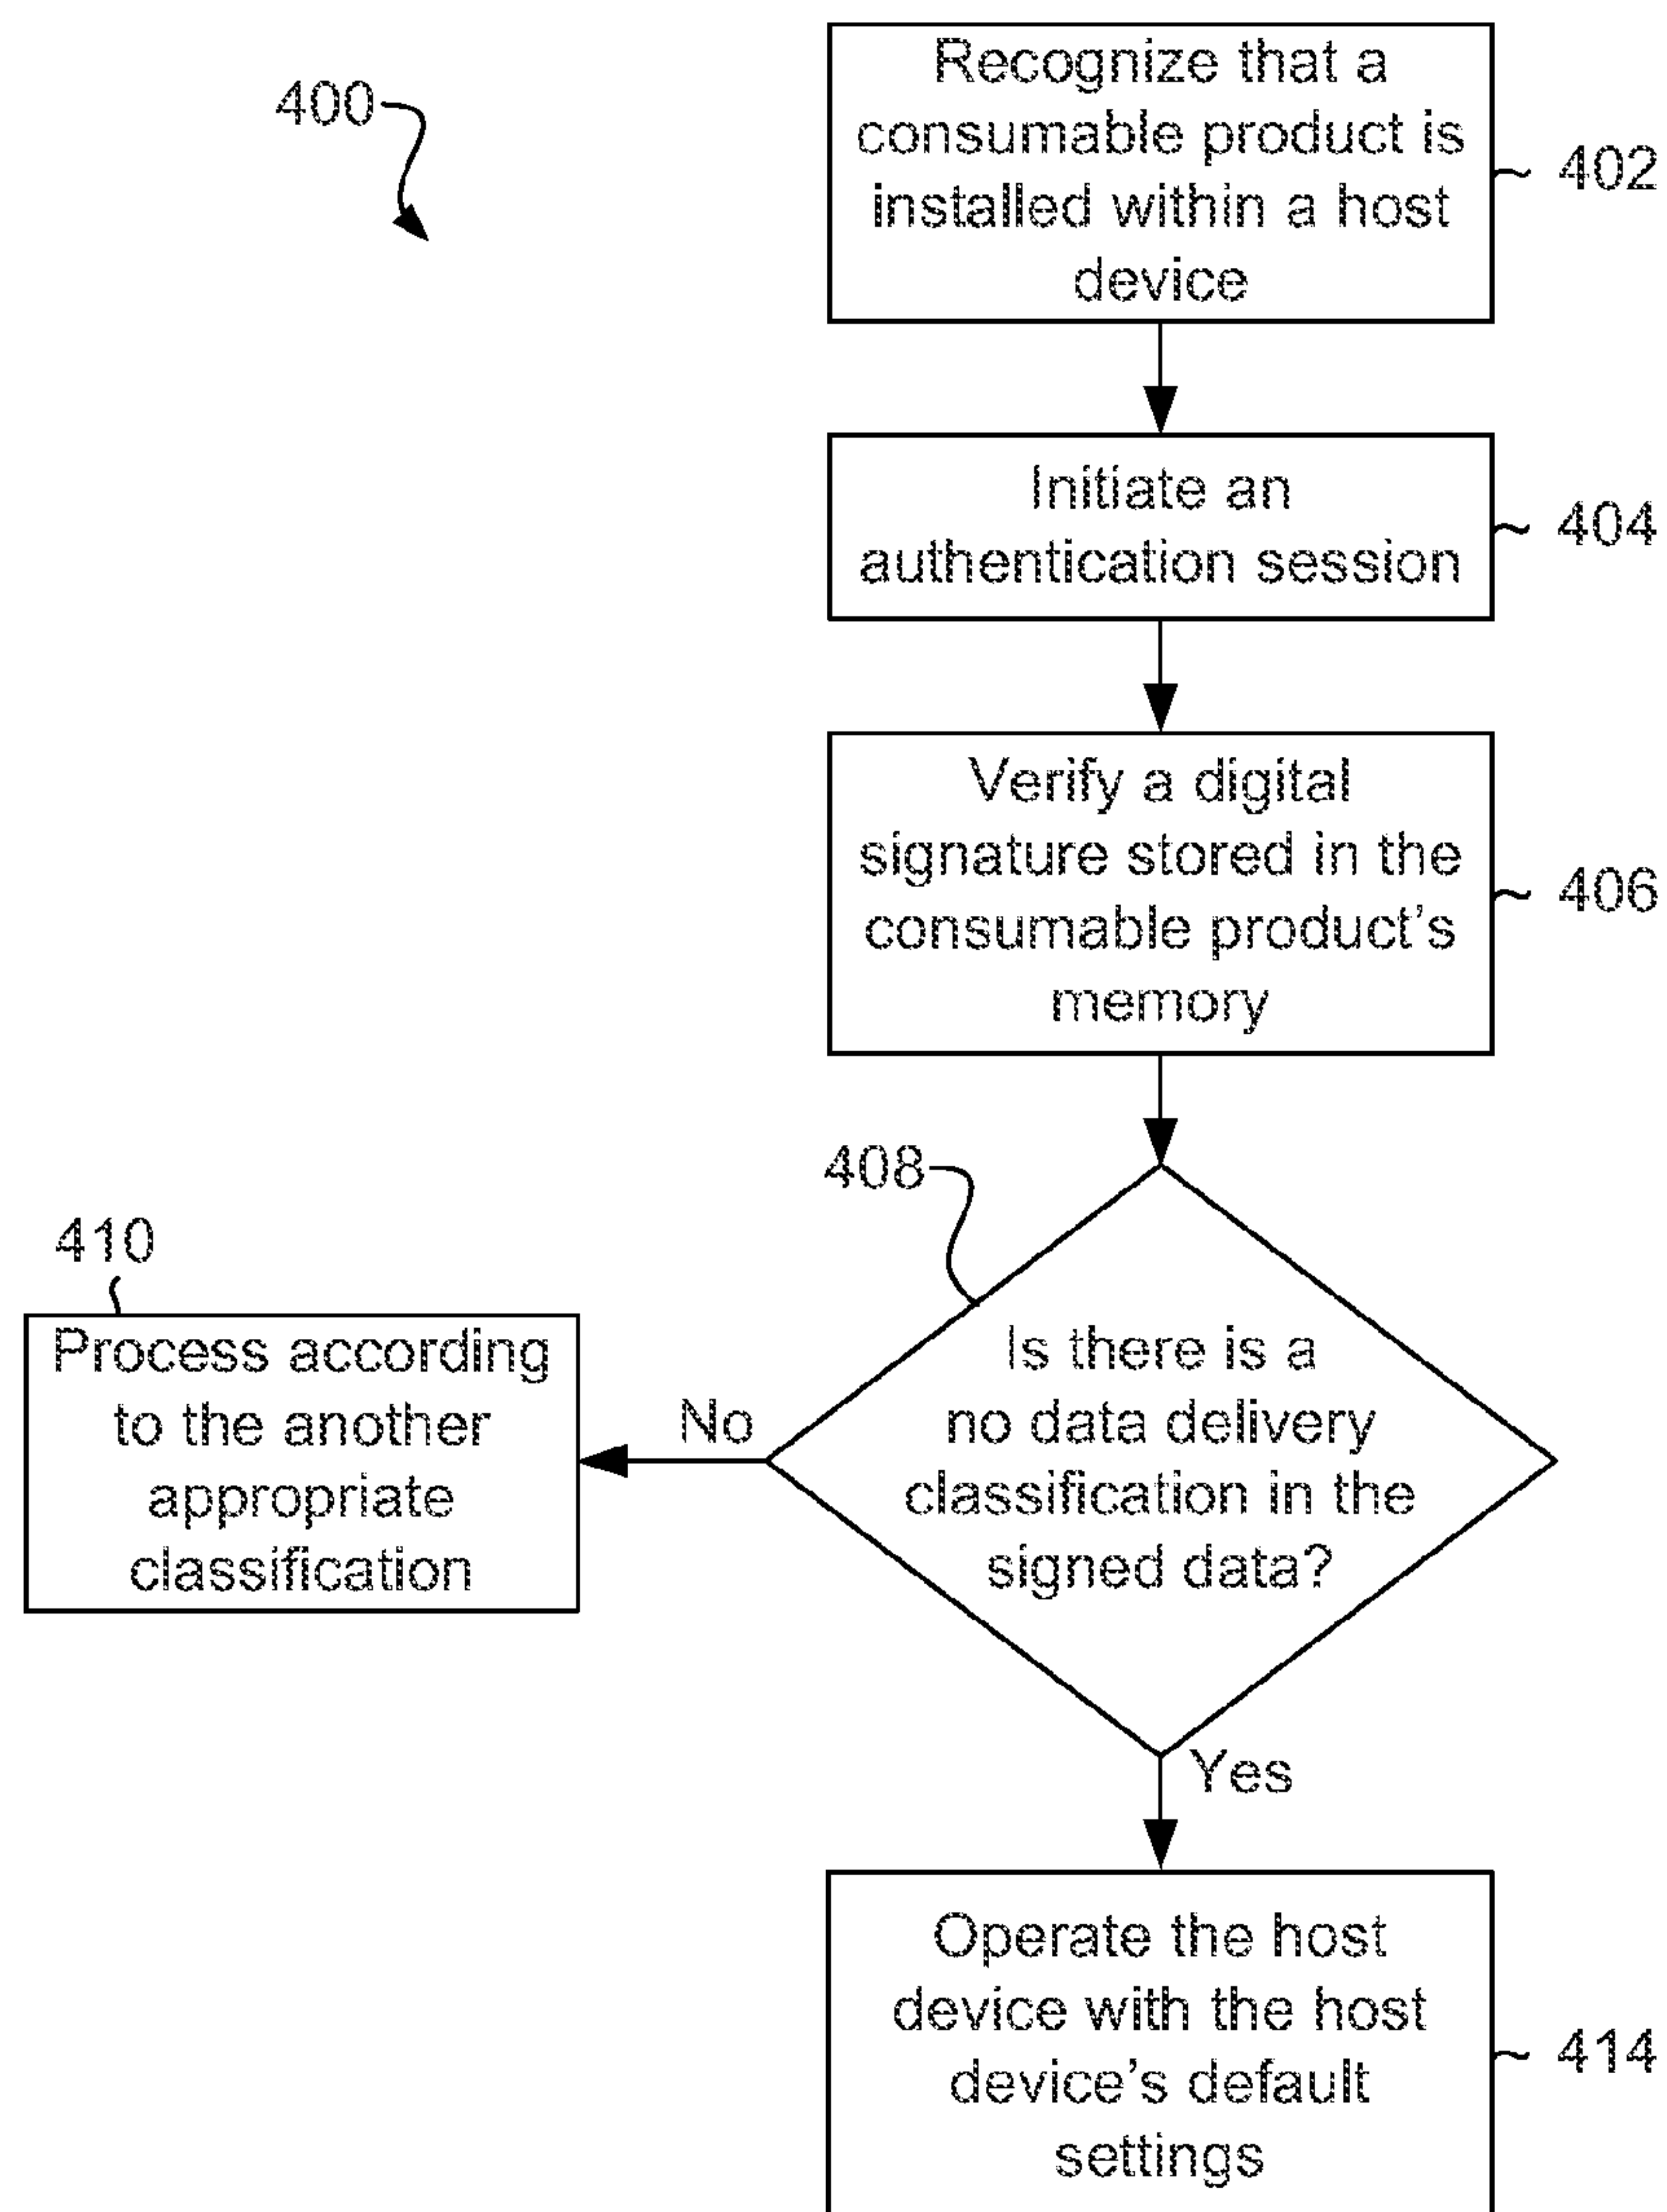 400
Recognize that a
consumable product is
installed within a host
device
402
Initiate an
authentication session
404
Verify a digital
signature stored in the
consumable product's
memory
406
408
Is there is a
no data delivery
classification in the
signed data?
No
410
Process according
to the another
appropriate
classification
Yes
Operate the host
device with the host
device's default
settings
414